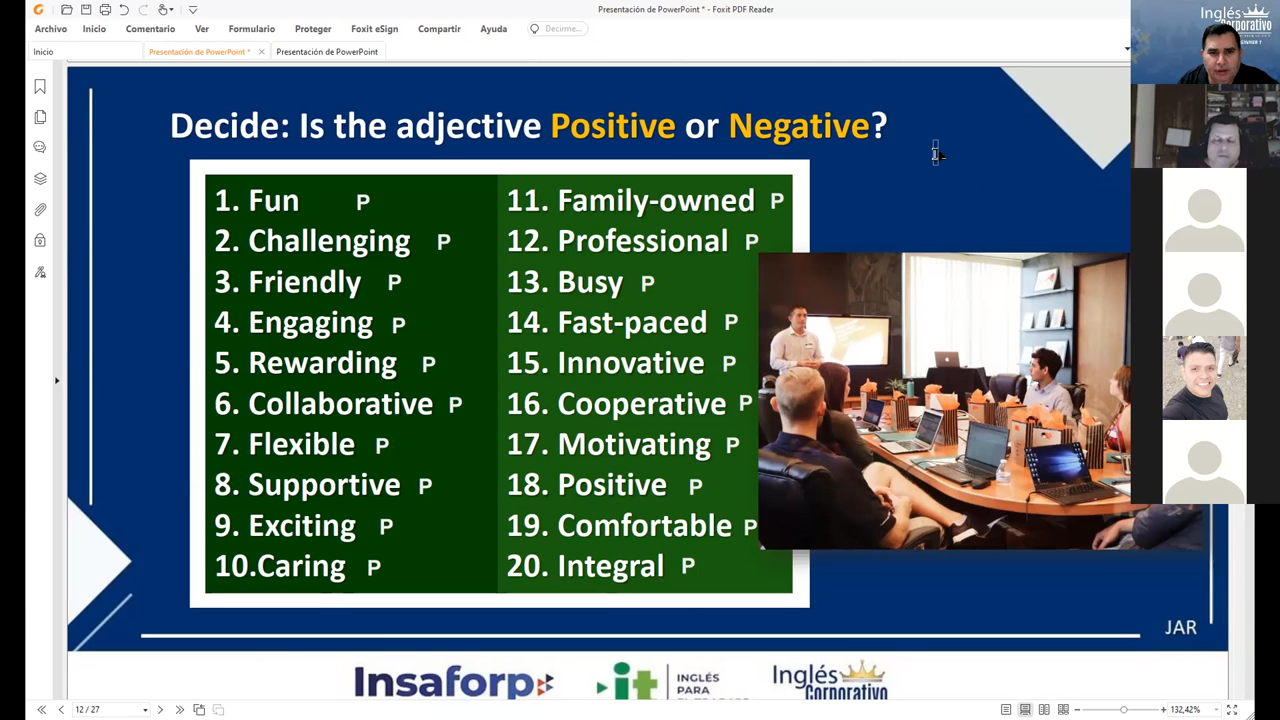 Presentación de PowerPoint * - Foxit PDF Reader
Archivo Inicio Comentario Ver Formulario Proteger Foxit eSign Compartir Ayuda Decirme...
Inicio Presentación de PowerPoint * Presentación de PowerPoint
Inglés
Corporativo
Decide: Is the adjective Positive or Negative?
1. Fun P
2. Challenging P
3. Friendly P
4. Engaging P
5. Rewarding P
6. Collaborative P
7. Flexible P
8. Supportive P
9. Exciting P
10.Caring P
11. Family-owned P
12. Professional P
13. Busy P
14. Fast-paced P
15. Innovative P
16. Cooperative P
17. Motivating P
18. Positive P
19. Comfortable P
20. Integral P
JAR
Insaforp
it
INGLÉS
PARA
Inglés
Corporativo
12 / 27
132,42%